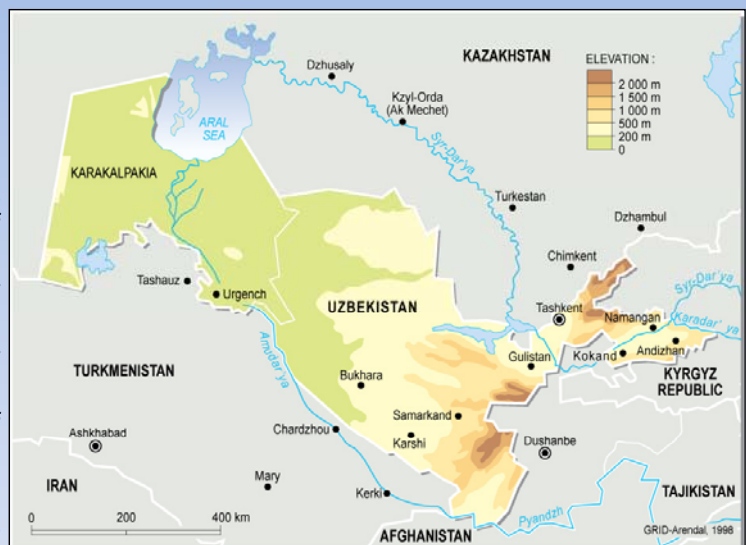 Dzhusaly
KAZAKHSTAN
ELEVATION :
2 000 m
1 500 m
1 000 m
500 m
200 m
0
Kzyl-Orda
(Ak Mechet)
ARAL
SEA
Syr-Dar'ya
KARAKALPAKIA
Turkestan
Dzhambul
Chimkent
Tashauz
Urgench
UZBEKISTAN
Tashkent
Syr-Dar'ya
Namangan
Karadar'ya
Amudar'ya
Gulistan
Kokand
Andizhan
TURKMENISTAN
Bukhara
KYRGYZ
REPUBLIC
Samarkand
Chardzhou
Karshi
Dushanbe
Ashkhabad
IRAN
Mary
Kerki
Pyandzh
TAJIKISTAN
0
200
400 km
AFGHANISTAN
GRID-Arendal, 1998